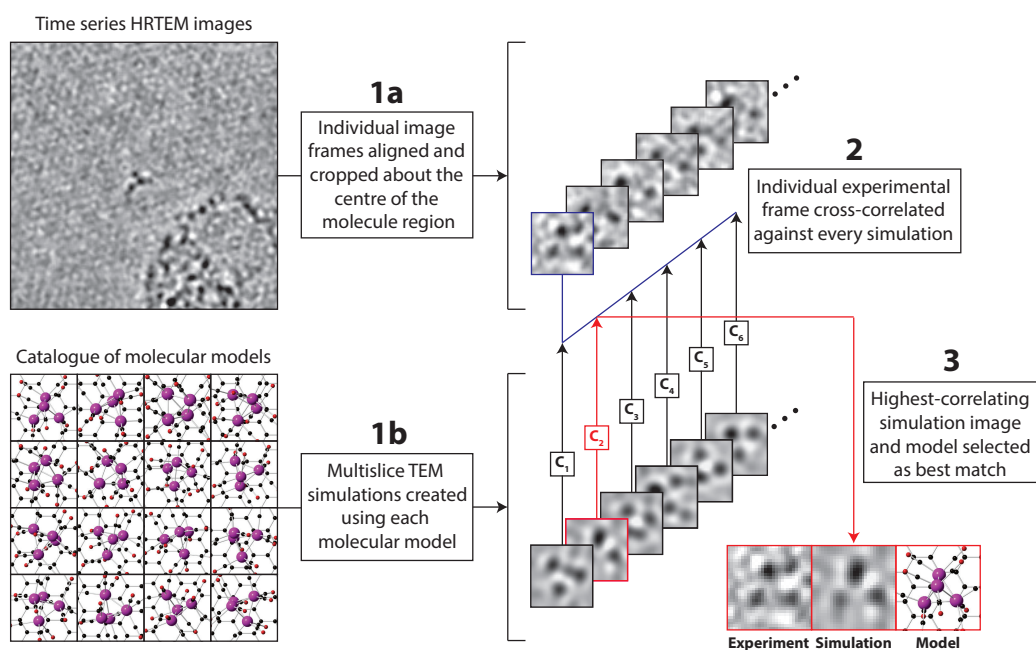 Time series HRTEM images
1a
Individual image
frames aligned and
cropped about the
centre of the
molecule region
2
Individual experimental
frame cross-correlated
against every simulation
Catalogue of molecular models
1b
Multislice TEM
simulations created
using each
molecular model
C1
C2
C3
C4
C5
C6
3
Highest-correlating
simulation image
and model selected
as best match
Experiment Simulation Model